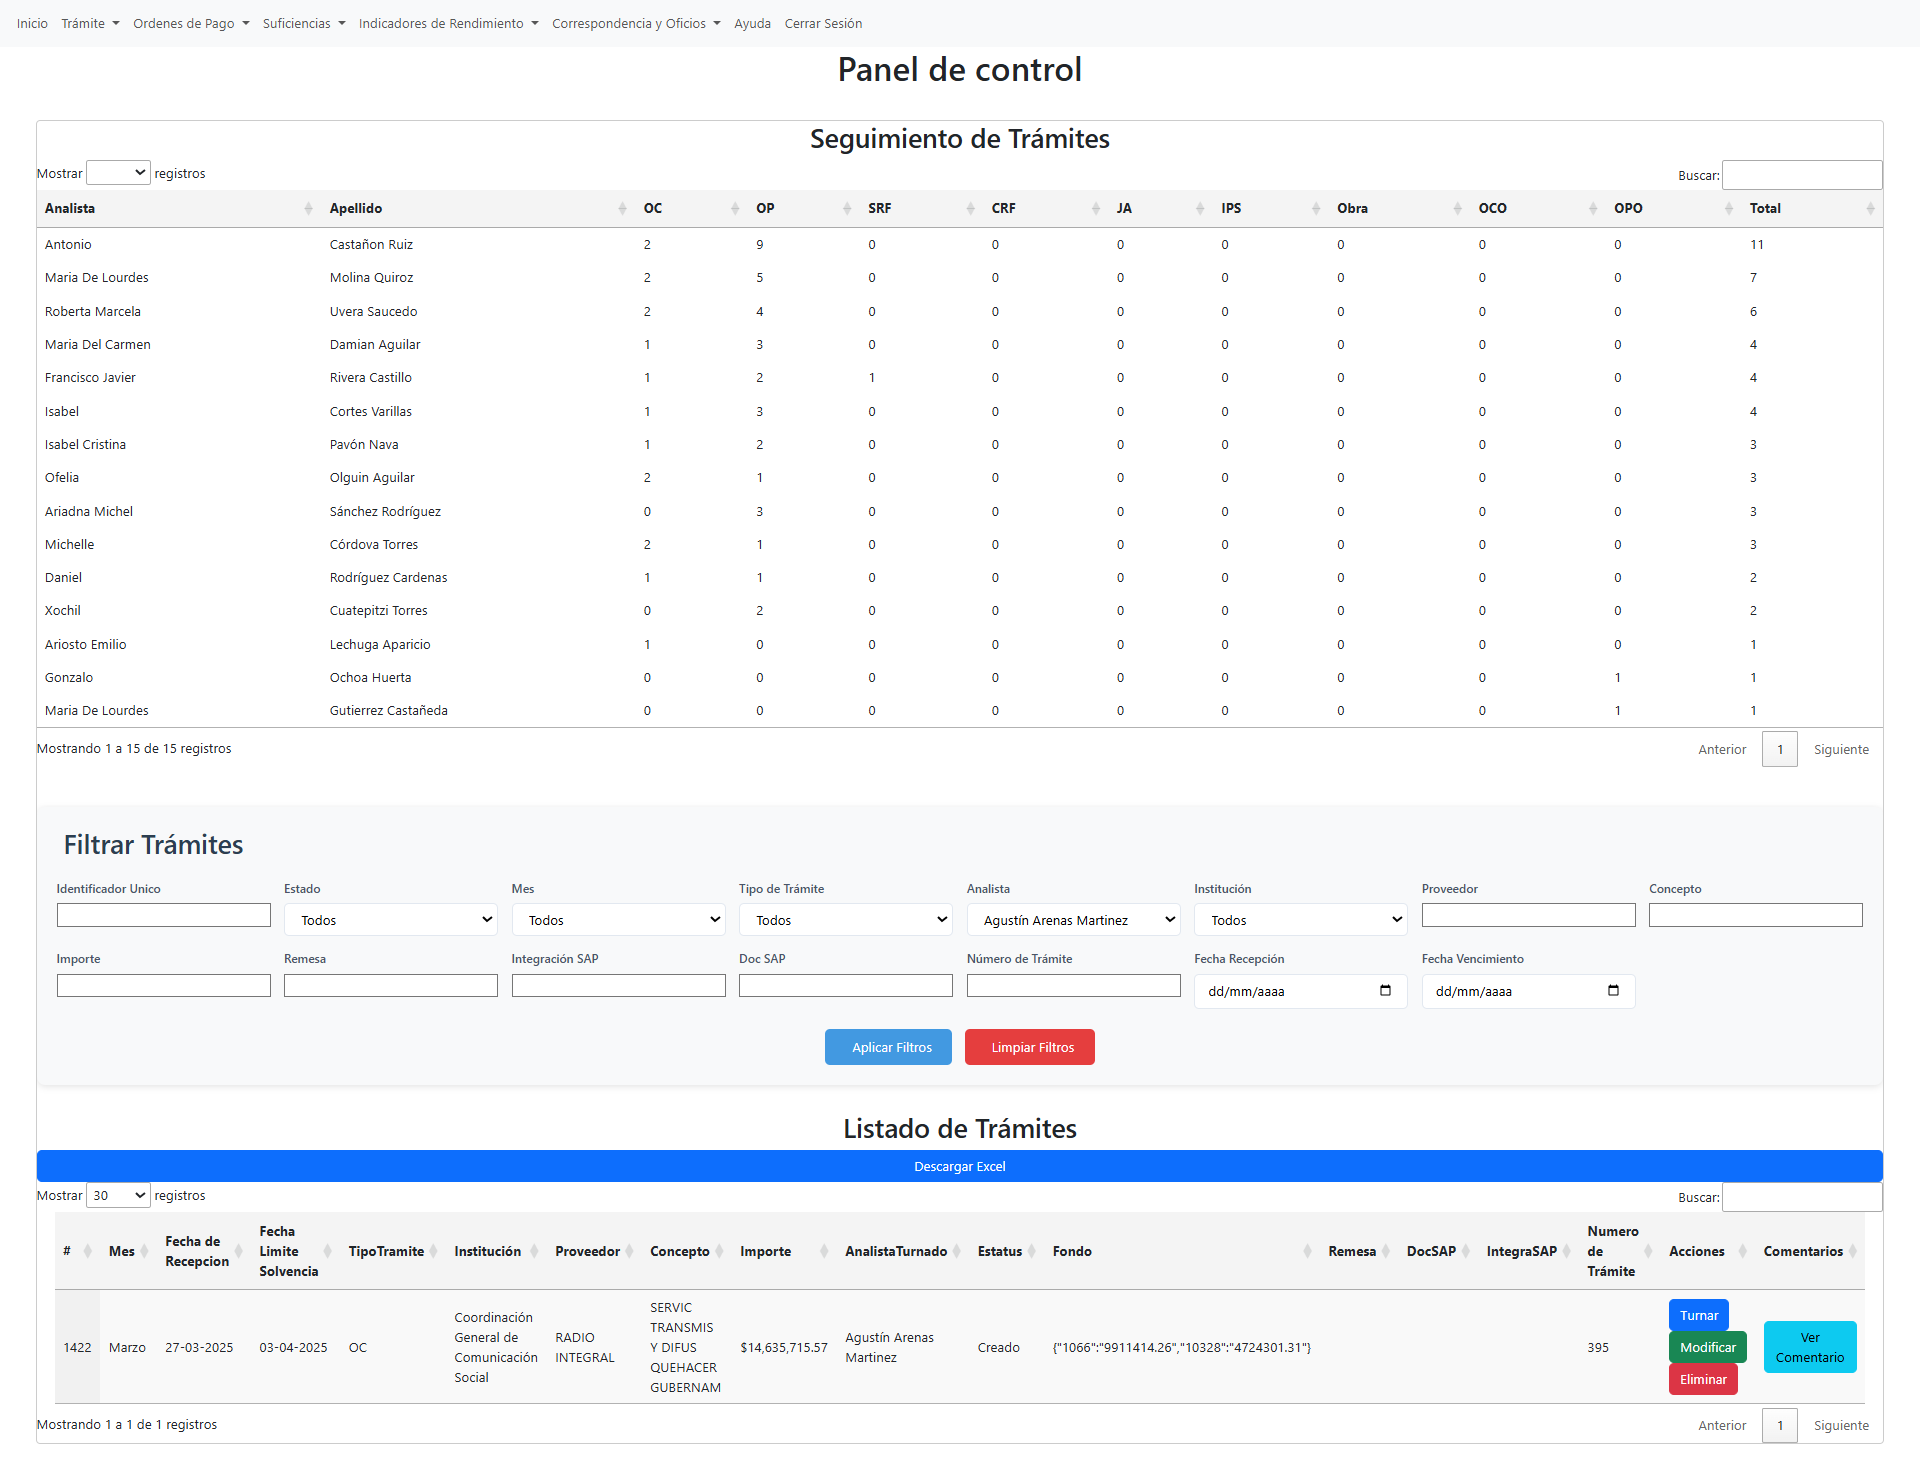 Inicio Trámite Ordenes de Pago Suficiencias Indicadores de Rendimiento Correspondencia y Oficios Ayuda Cerrar Sesión
Panel de control
Seguimiento de Trámites
Mostrar registros Buscar:
Analista Apellido OC OP SRF CRF JA IPS Obra OCO OPO Total
Antonio Castañon Ruiz 2 9 0 0 0 0 0 0 0 11
Maria De Lourdes Molina Quiroz 2 5 0 0 0 0 0 0 0 7
Roberta Marcela Uvera Saucedo 2 4 0 0 0 0 0 0 0 6
Maria Del Carmen Damian Aguilar 1 3 0 0 0 0 0 0 0 4
Francisco Javier Rivera Castillo 1 2 1 0 0 0 0 0 0 4
Isabel Cortes Varillas 1 3 0 0 0 0 0 0 0 4
Isabel Cristina Pavón Nava 1 2 0 0 0 0 0 0 0 3
Ofelia Olguin Aguilar 2 1 0 0 0 0 0 0 0 3
Ariadna Michel Sánchez Rodríguez 0 3 0 0 0 0 0 0 0 3
Michelle Córdova Torres 2 1 0 0 0 0 0 0 0 3
Daniel Rodríguez Cardenas 1 1 0 0 0 0 0 0 0 2
Xochil Cuatepitzi Torres 0 2 0 0 0 0 0 0 0 2
Ariosto Emilio Lechuga Aparicio 1 0 0 0 0 0 0 0 0 1
Gonzalo Ochoa Huerta 0 0 0 0 0 0 0 0 1 1
Maria De Lourdes Gutierrez Castañeda 0 0 0 0 0 0 0 0 1 1
Mostrando 1 a 15 de 15 registros Anterior 1 Siguiente
Filtrar Trámites
Identificador Unico Estado Mes Tipo de Trámite Analista Institución Proveedor Concepto
Todos Todos Todos Agustín Arenas Martinez Todos
Importe Remesa Integración SAP Doc SAP Número de Trámite Fecha Recepción Fecha Vencimiento
dd/mm/aaaa dd/mm/aaaa
Aplicar Filtros Limpiar Filtros
Listado de Trámites
Descargar Excel
Mostrar 30 registros Buscar:
# Mes Fecha de Recepcion Fecha Limite Solvencia TipoTramite Institución Proveedor Concepto Importe AnalistaTurnado Estatus Fondo Remesa DocSAP IntegraSAP Numero de Trámite Acciones Comentarios
1422 Marzo 27-03-2025 03-04-2025 OC Coordinación General de Comunicación Social RADIO INTEGRAL SERVIC TRANSMIS Y DIFUS QUEHACER GUBERNAM $14,635,715.57 Agustín Arenas Martinez Creado {"1066":"9911414.26","10328":"4724301.31"} 395 Turnar Modificar Eliminar Ver Comentario
Mostrando 1 a 1 de 1 registros Anterior 1 Siguiente